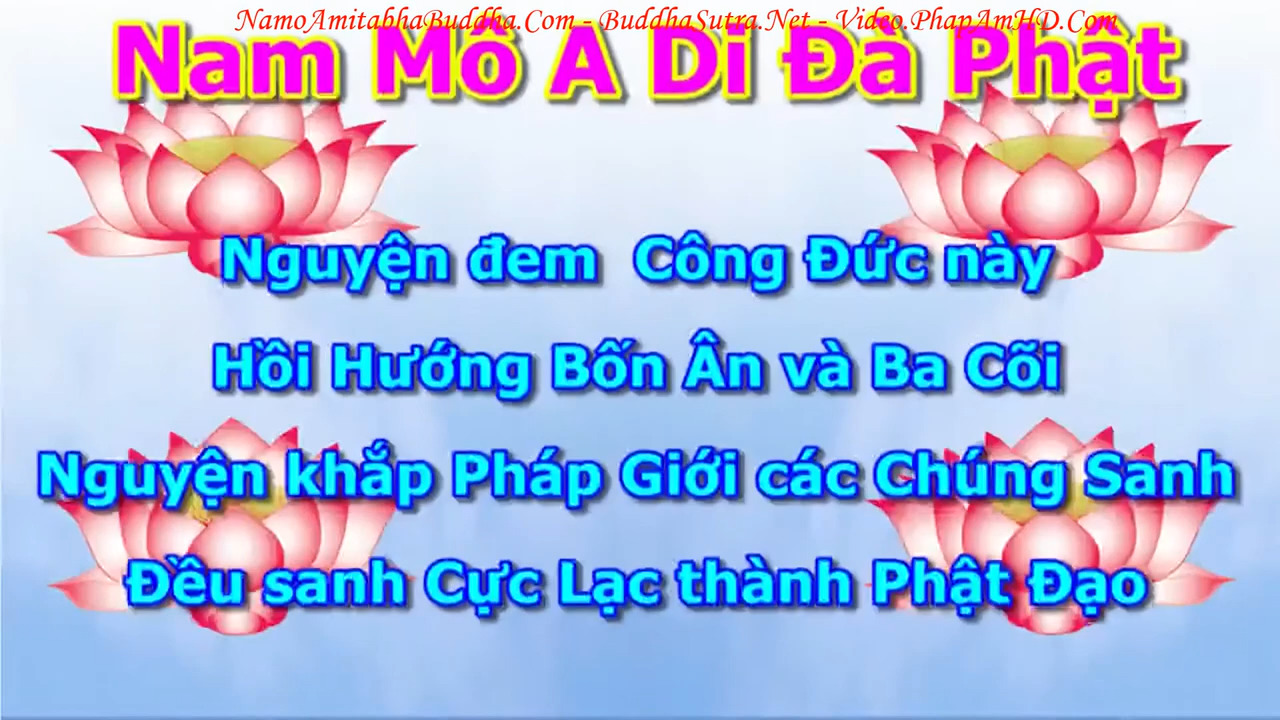 NamoAmitabhaBuddha.Com - BuddhaSutra.Net - Video.PhapAmHD.Com
Nam Mô A Di Đà Phật
Nguyện đem Công Đức này
Hồi Hướng Bốn Ân và Ba Cõi
Nguyện khắp Pháp Giới các Chúng Sanh
Đều sanh Cực Lạc thành Phật Đạo